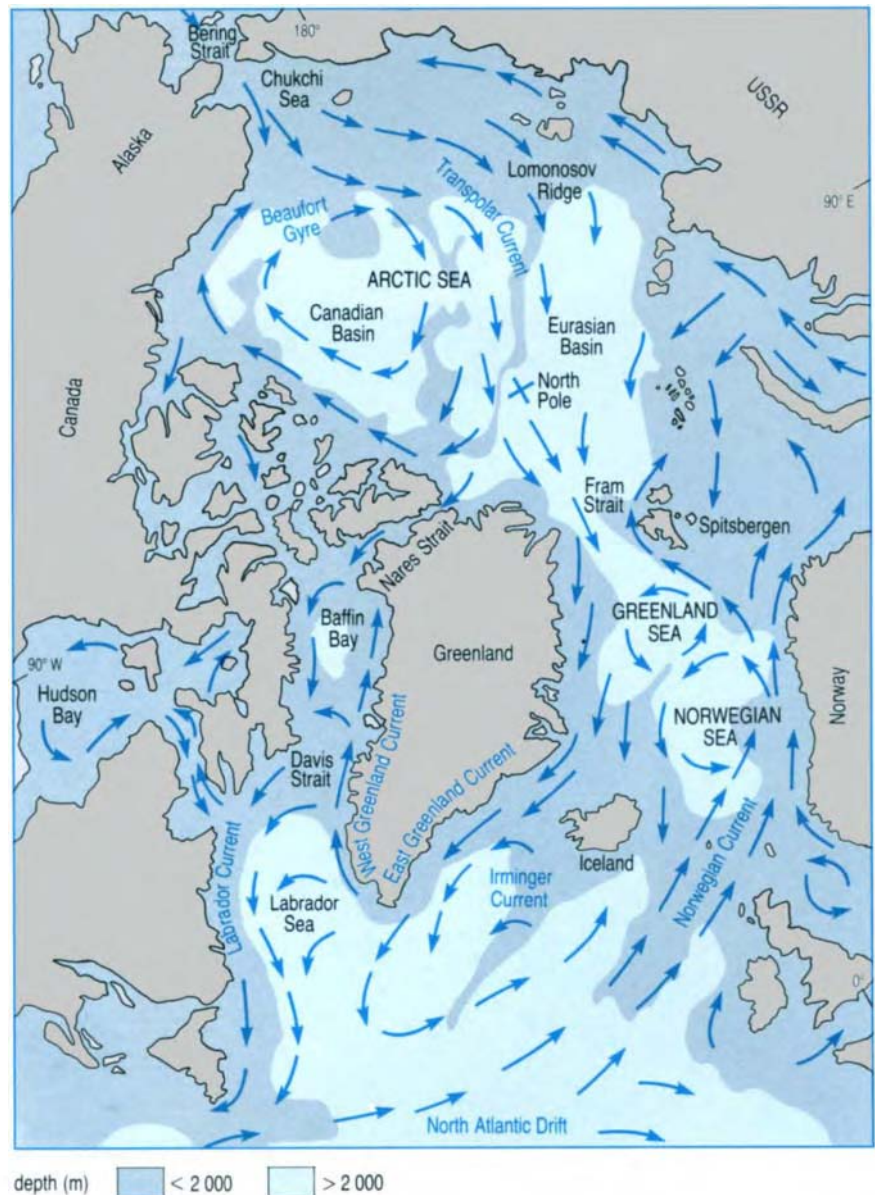 Bering
Strait
180°
Chukchi
Sea
USSR
Alaska
Lomonosov
Ridge
90° E
Transpolar Current
Beaufort
Gyre
ARCTIC SEA
Canadian
Basin
Eurasian
Basin
North
Pole
Canada
Fram
Strait
Spitsbergen
Nares Strait
Baffin
Bay
GREENLAND
SEA
Greenland
90° W
Hudson
Bay
NORWEGIAN
SEA
Norway
Davis
Strait
West Greenland Current
East Greenland Current
Iceland
Norwegian Current
Irminger
Current
Labrador Current
Labrador
Sea
0°
North Atlantic Drift
depth (m) < 2 000 > 2 000